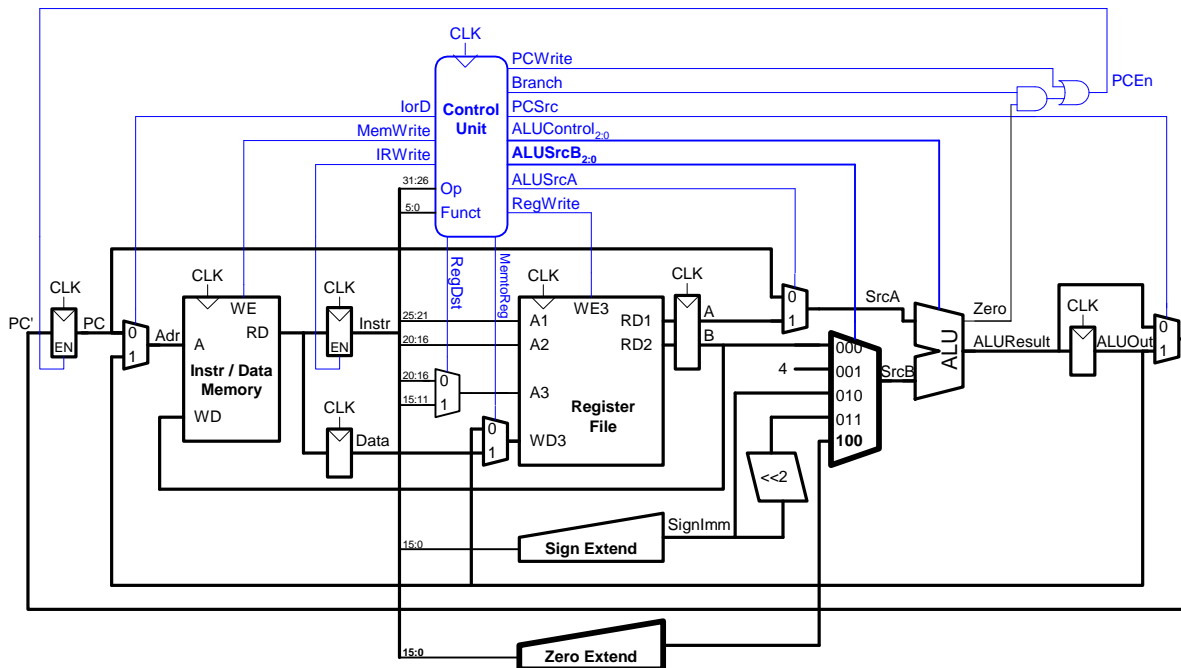 CLK
PCWrite
Branch
PCEn
IorD
Control
Unit
PCSrc
MemWrite
ALUControl2:0
IRWrite
ALUSrcB2:0
31:26
Op
ALUSrcA
5:0
Funct
RegWrite
CLK
CLK
CLK
RegDst
MemtoReg
CLK
CLK
0
SrcA
Zero
CLK
0
PC'
PC
EN
0
1
Adr
A
WE
RD
Instr / Data
Memory
WD
EN
Instr
25:21
20:16
A1
A2
WE3
RD1
RD2
A
B
1
000
4
001
010
011
100
SrcB
ALU
ALUResult
ALUOut
1
20:16
15:11
0
1
A3
Register
File
WD3
CLK
Data
0
1
<<2
SignImm
15:0
Sign Extend
15:0
Zero Extend